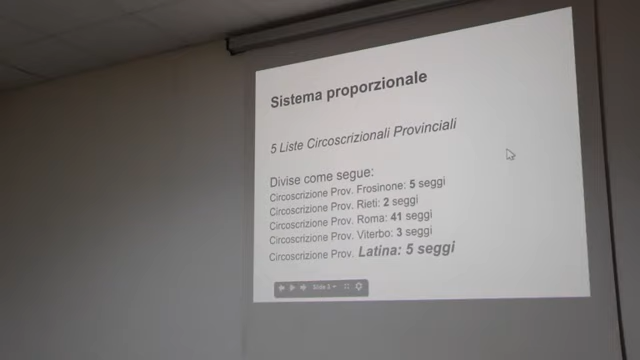 Sistema proporzionale
5 Liste Circoscrizionali Provinciali
Divise come segue:
Circoscrizione Prov. Frosinone: 5 seggi
Circoscrizione Prov. Rieti: 2 seggi
Circoscrizione Prov. Roma: 41 seggi
Circoscrizione Prov. Viterbo: 3 seggi
Circoscrizione Prov. Latina: 5 seggi
Slide